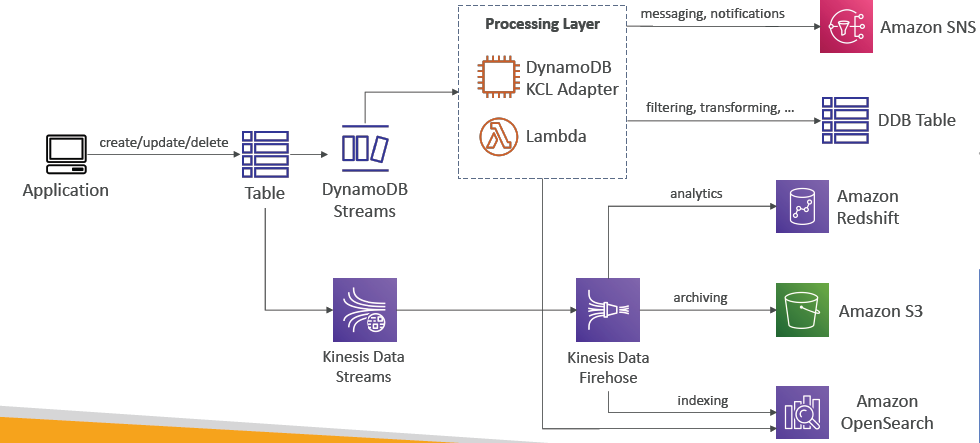 Processing Layer
messaging, notifications
Amazon SNS
DynamoDB
KCL Adapter
filtering, transforming, ...
DDB Table
Lambda
create/update/delete
Application
Table
DynamoDB
Streams
analytics
Amazon
Redshift
archiving
Amazon S3
Kinesis Data
Streams
Kinesis Data
Firehose
indexing
Amazon
OpenSearch